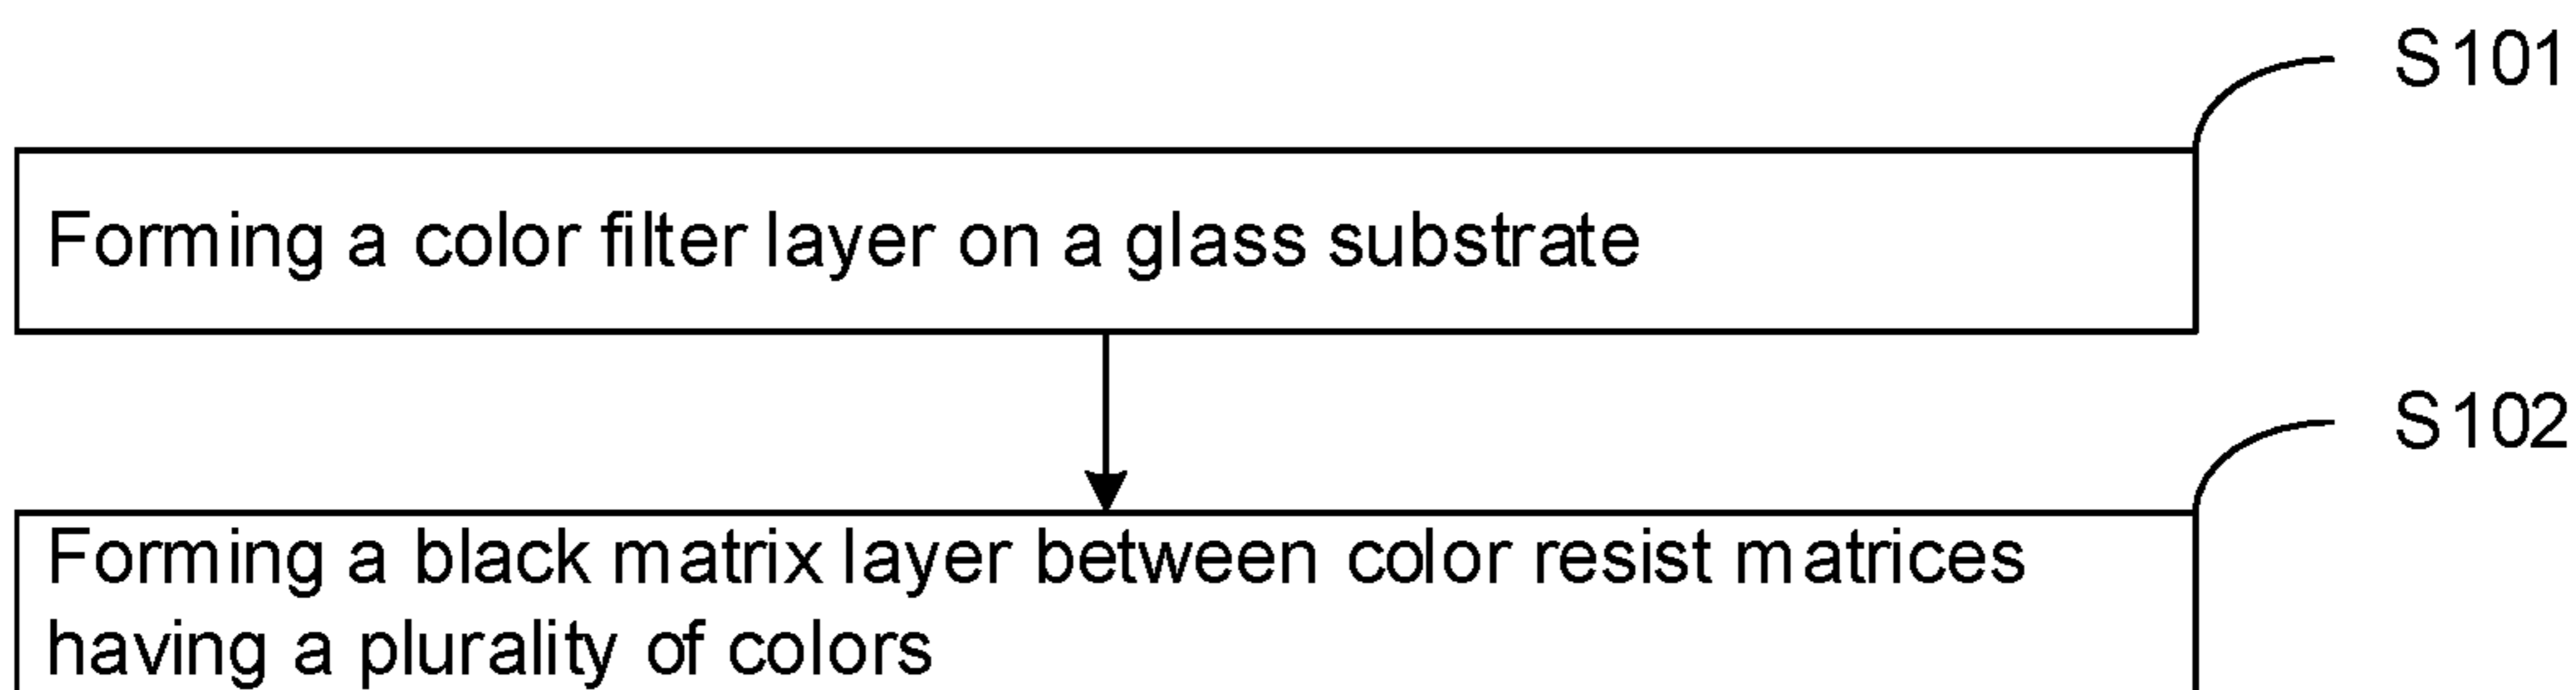 S101
Forming a color filter layer on a glass substrate
S102
Forming a black matrix layer between color resist matrices
having a plurality of colors